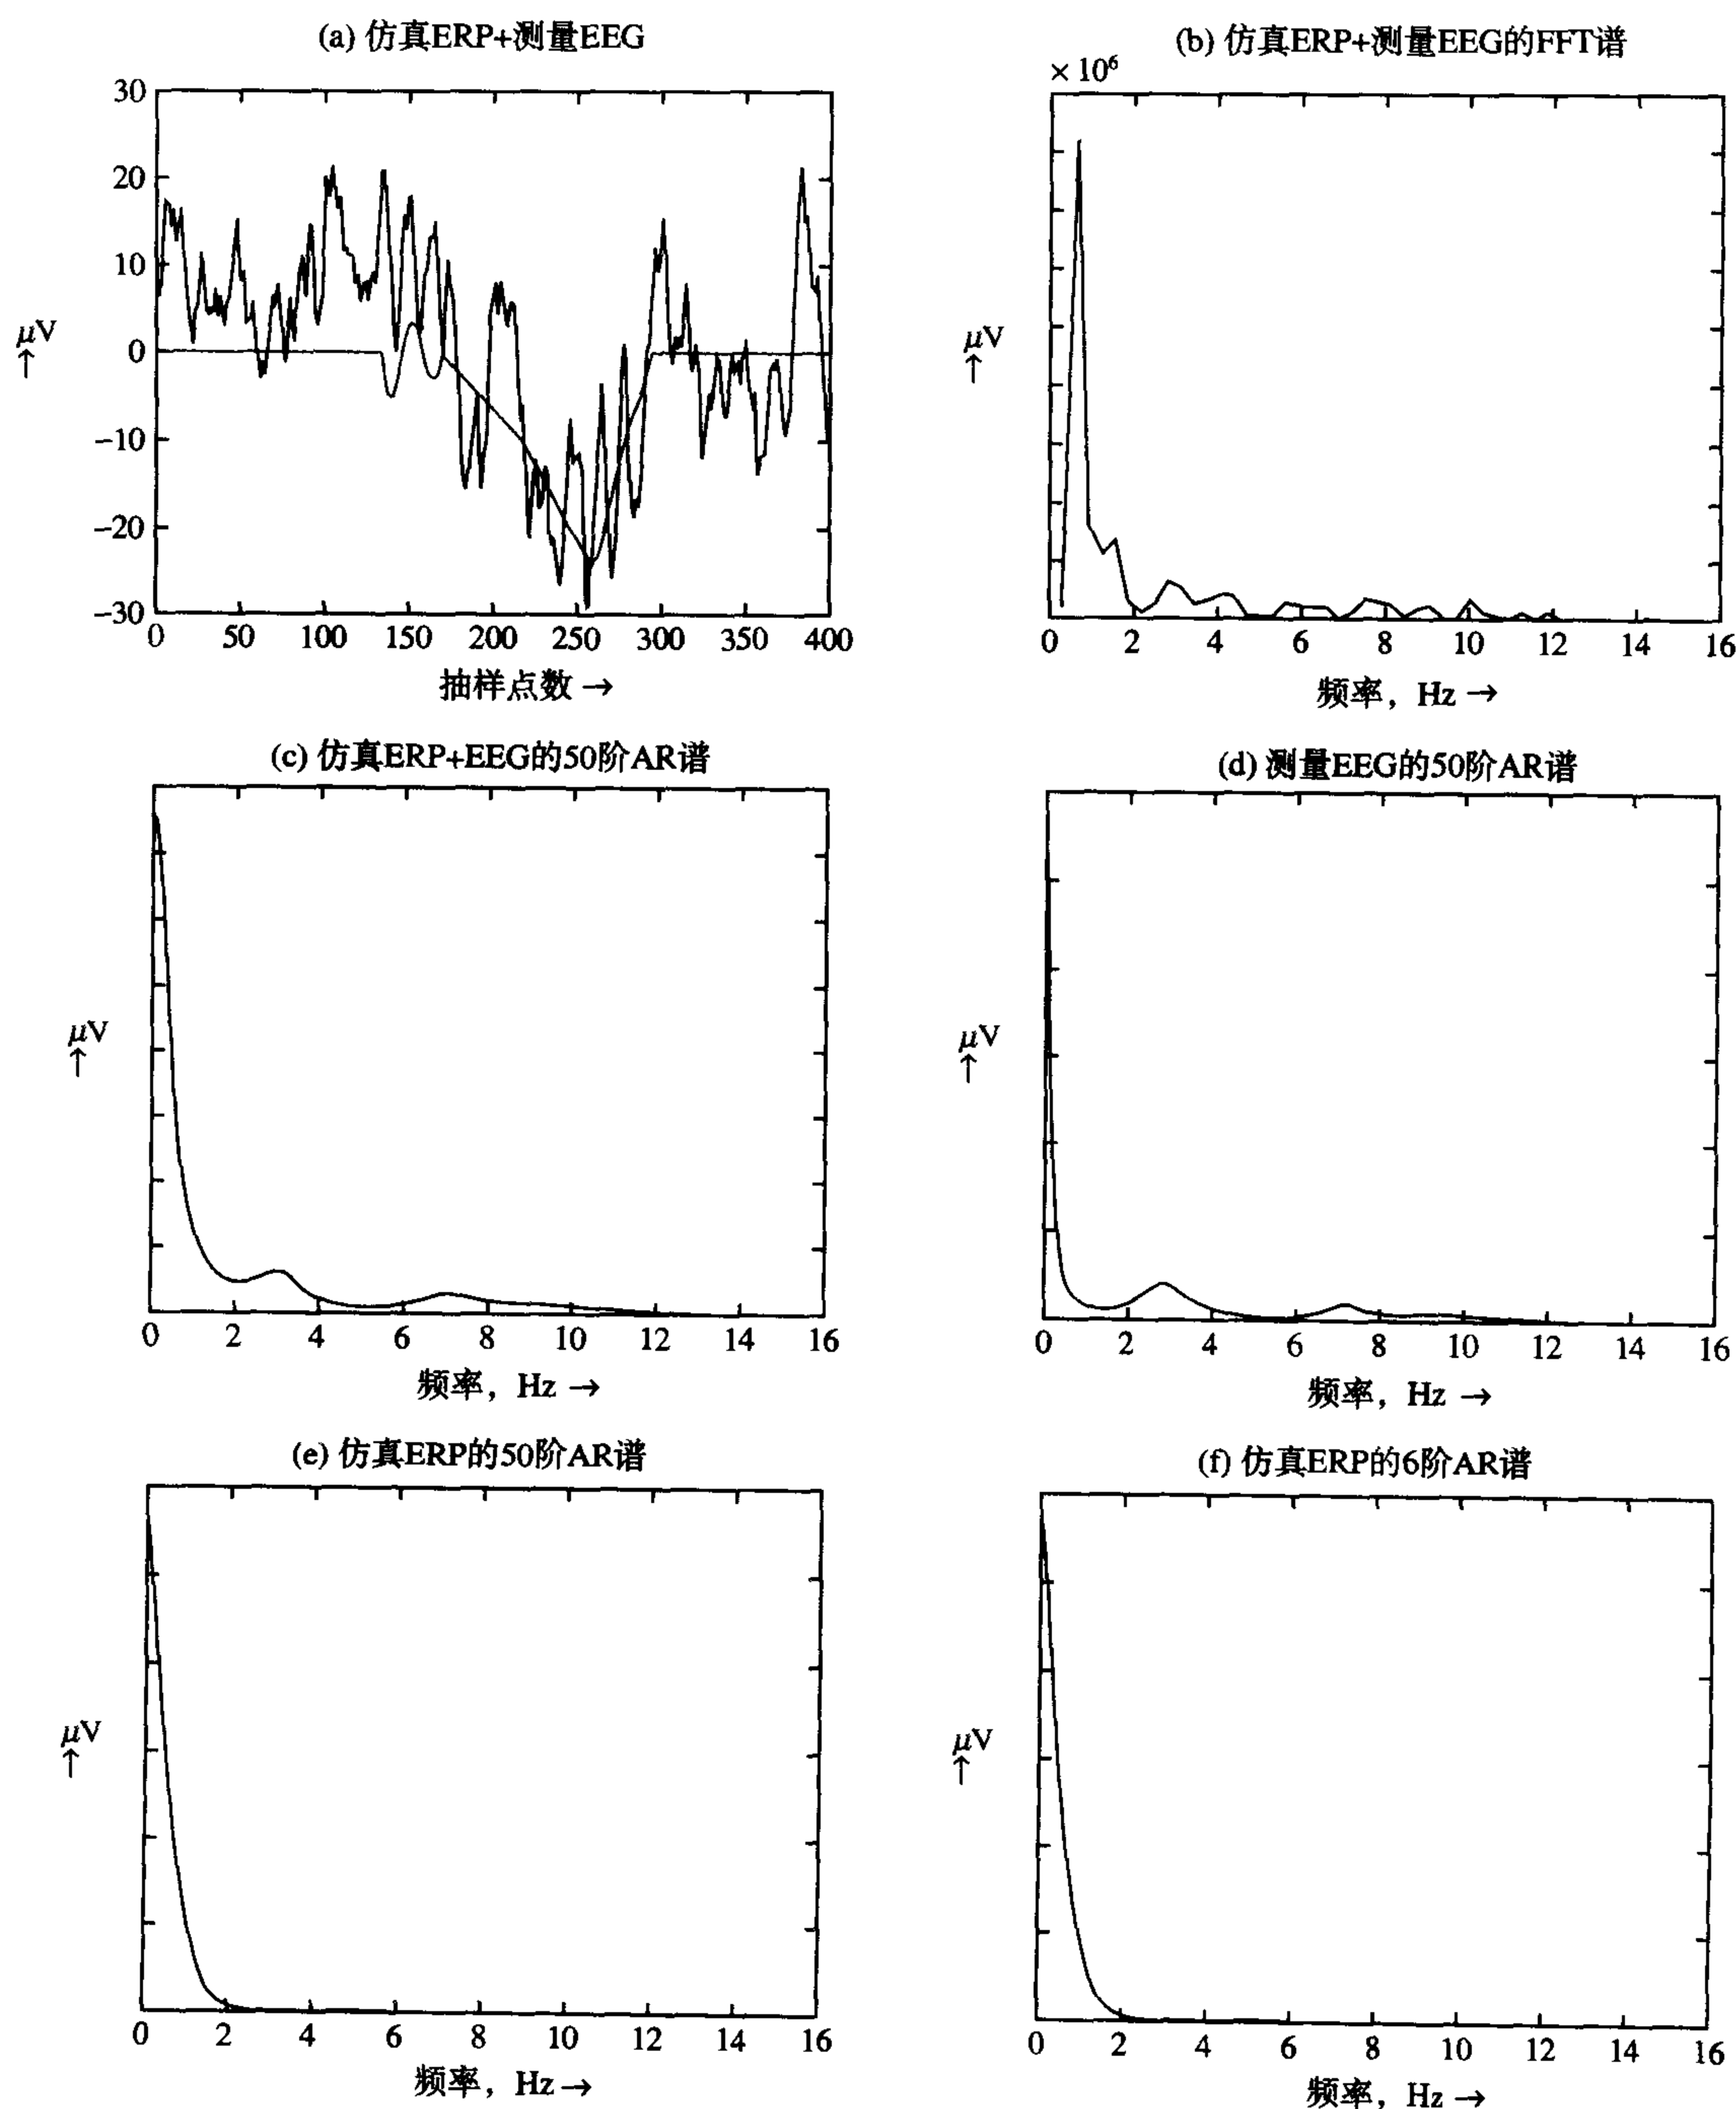 (a) 仿真ERP+测量EEG
30
20
10
0
−10
−20
−30
μV
↑
0 50 100 150 200 250 300 350 400
抽样点数 →
(b) 仿真ERP+测量EEG的FFT谱
× 10⁶
μV
↑
0 2 4 6 8 10 12 14 16
频率，Hz →
(c) 仿真ERP+EEG的50阶AR谱
μV
↑
0 2 4 6 8 10 12 14 16
频率，Hz →
(d) 测量EEG的50阶AR谱
μV
↑
0 2 4 6 8 10 12 14 16
频率，Hz →
(e) 仿真ERP的50阶AR谱
μV
↑
0 2 4 6 8 10 12 14 16
频率，Hz →
(f) 仿真ERP的6阶AR谱
μV
↑
0 2 4 6 8 10 12 14 16
频率，Hz →